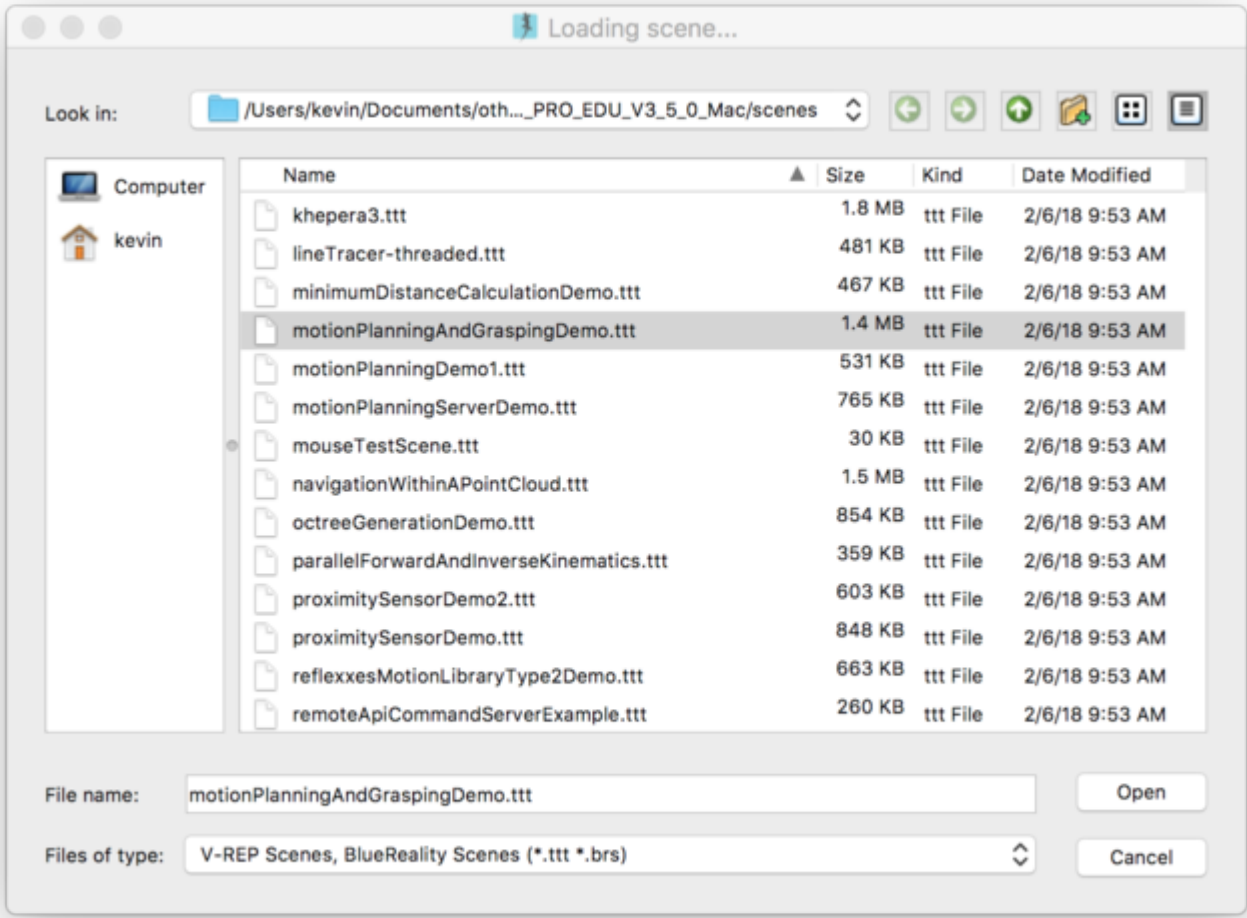 Loading scene...
Look in: /Users/kevin/Documents/oth..._PRO_EDU_V3_5_0_Mac/scenes
Computer
kevin
Name Size Kind Date Modified
khepera3.ttt 1.8 MB ttt File 2/6/18 9:53 AM
lineTracer-threaded.ttt 481 KB ttt File 2/6/18 9:53 AM
minimumDistanceCalculationDemo.ttt 467 KB ttt File 2/6/18 9:53 AM
motionPlanningAndGraspingDemo.ttt 1.4 MB ttt File 2/6/18 9:53 AM
motionPlanningDemo1.ttt 531 KB ttt File 2/6/18 9:53 AM
motionPlanningServerDemo.ttt 765 KB ttt File 2/6/18 9:53 AM
mouseTestScene.ttt 30 KB ttt File 2/6/18 9:53 AM
navigationWithinAPointCloud.ttt 1.5 MB ttt File 2/6/18 9:53 AM
octreeGenerationDemo.ttt 854 KB ttt File 2/6/18 9:53 AM
parallelForwardAndInverseKinematics.ttt 359 KB ttt File 2/6/18 9:53 AM
proximitySensorDemo2.ttt 603 KB ttt File 2/6/18 9:53 AM
proximitySensorDemo.ttt 848 KB ttt File 2/6/18 9:53 AM
reflexxesMotionLibraryType2Demo.ttt 663 KB ttt File 2/6/18 9:53 AM
remoteApiCommandServerExample.ttt 260 KB ttt File 2/6/18 9:53 AM
File name: motionPlanningAndGraspingDemo.ttt Open
Files of type: V-REP Scenes, BlueReality Scenes (*.ttt *.brs) Cancel